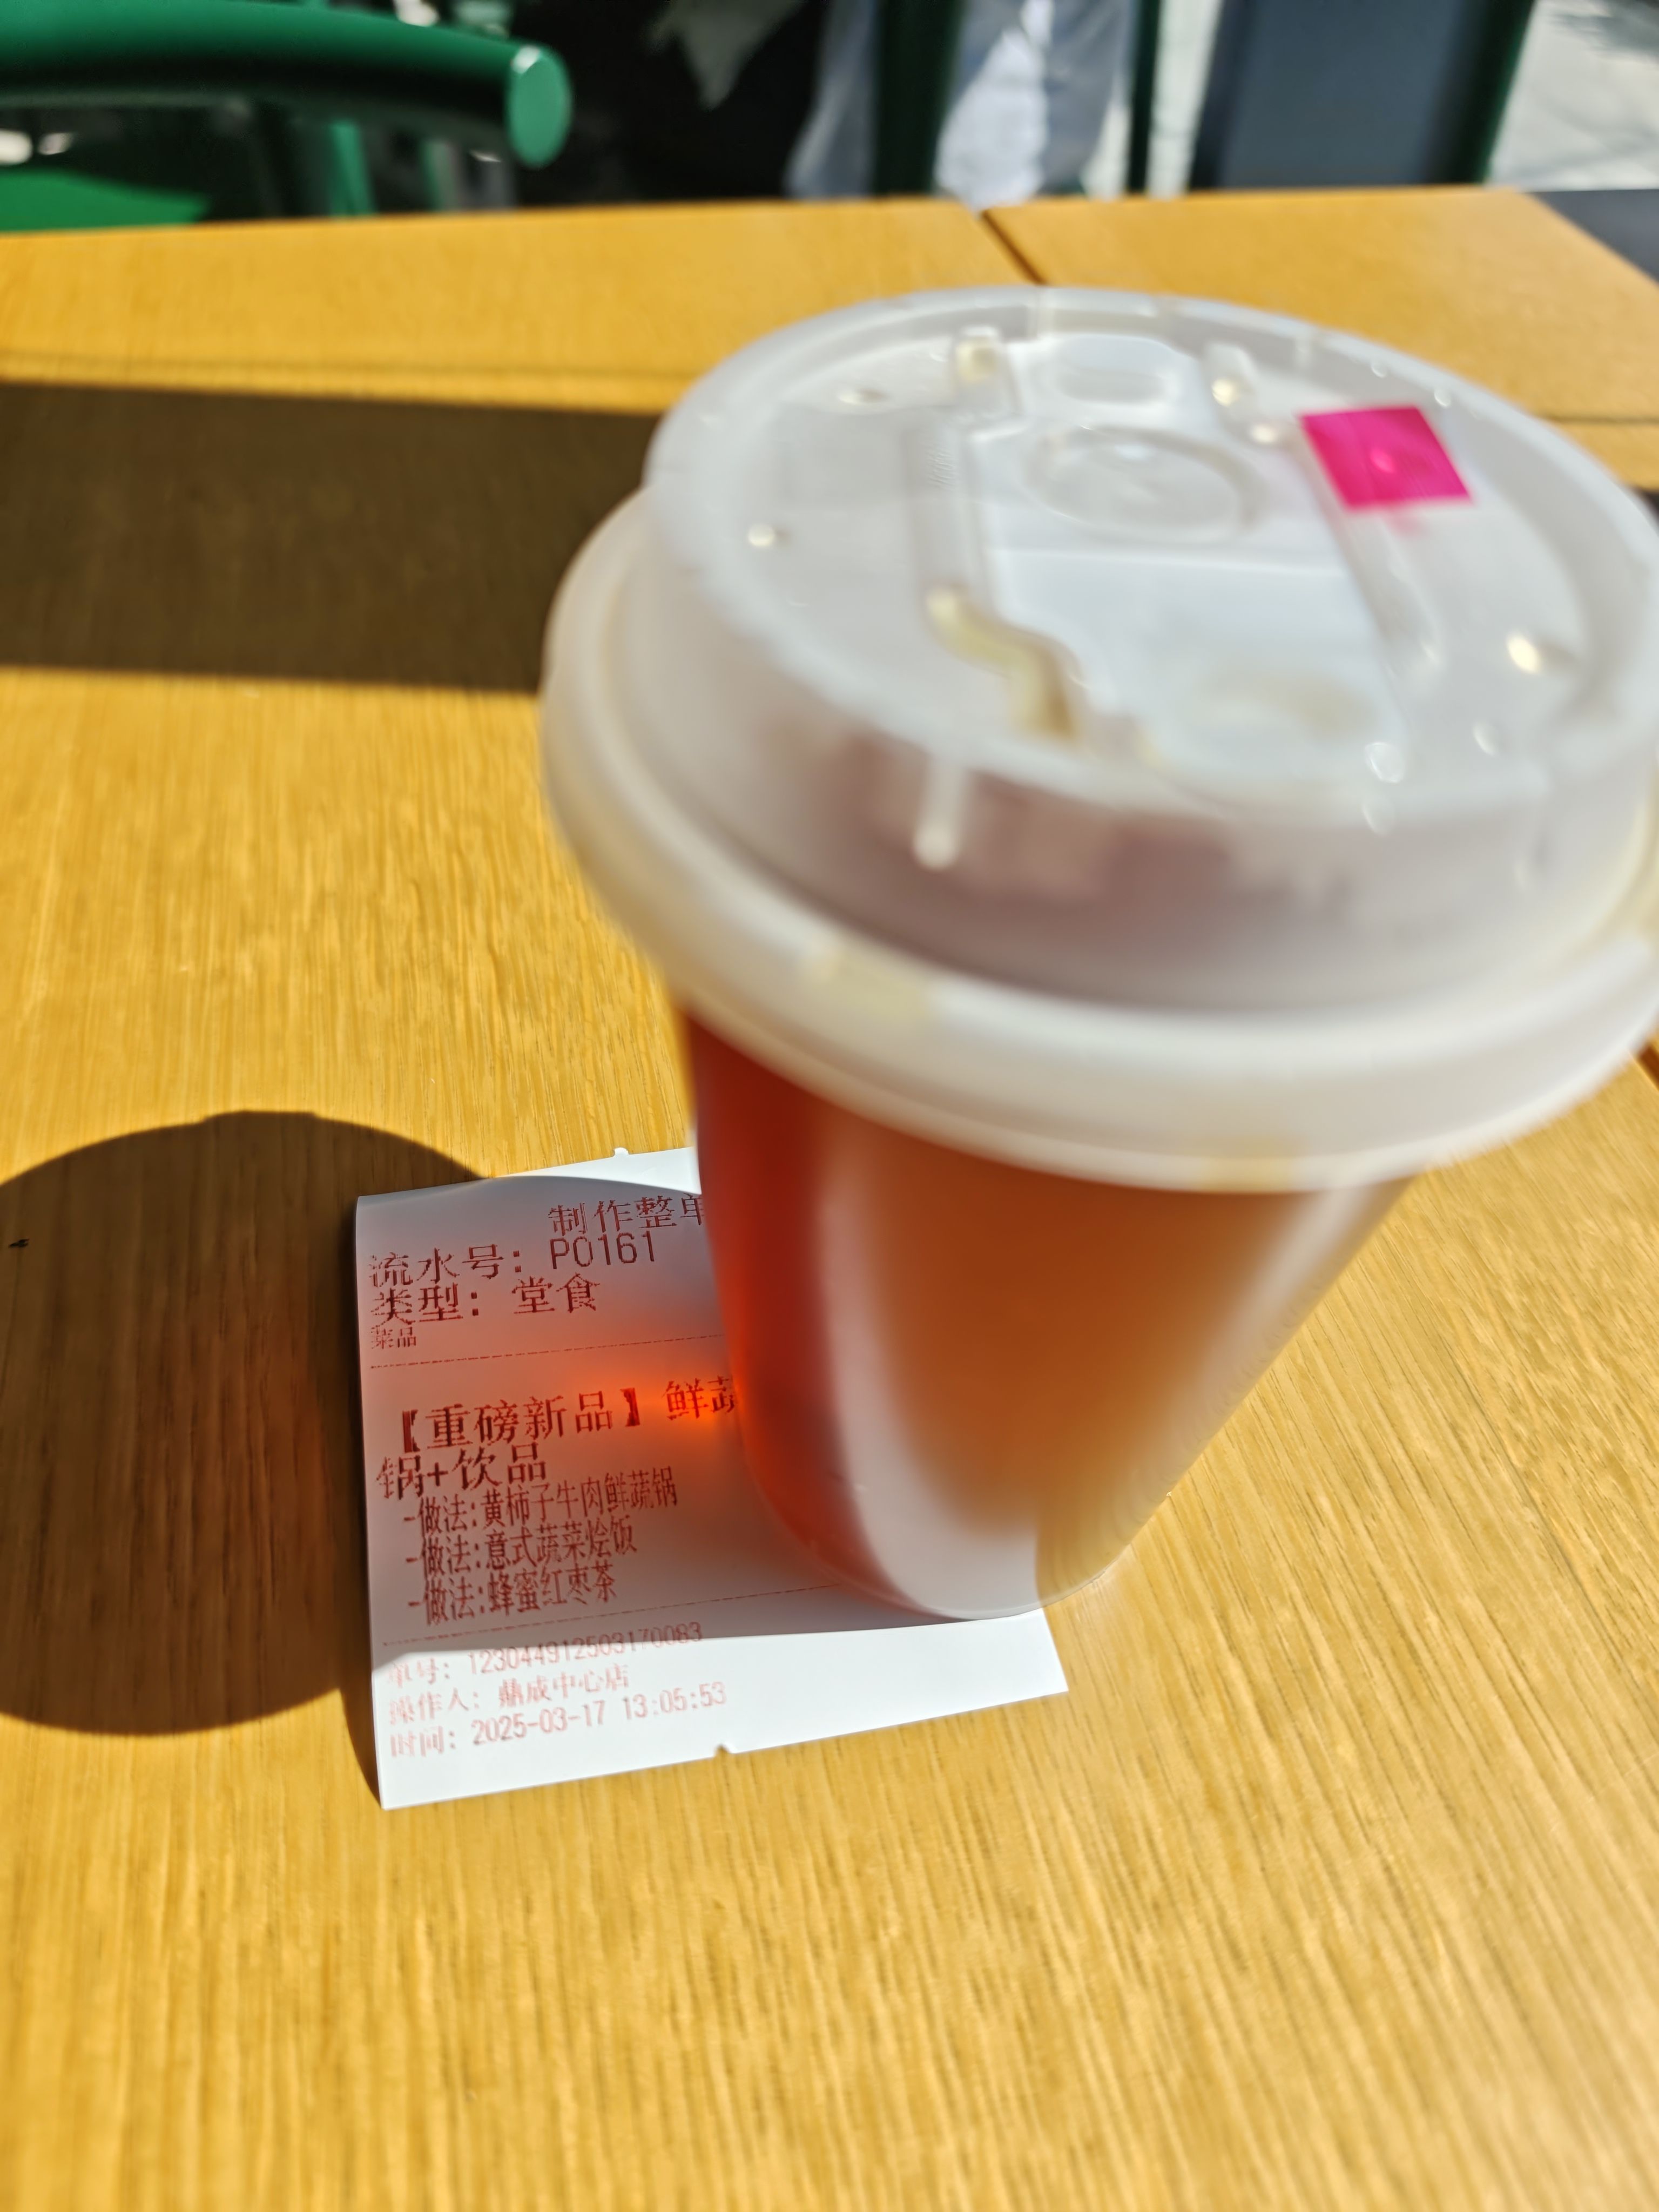 制作整单
流水号: P0161
类型: 堂食
菜品
【重磅新品】鲜蔬
锅+饮品
-做法:黄柿子牛肉鲜蔬锅
-做法:意式蔬菜烩饭
-做法:蜂蜜红枣茶
单号: 123044912503170083
操作人: 鼎成中心店
时间: 2025-03-17 13:05:53